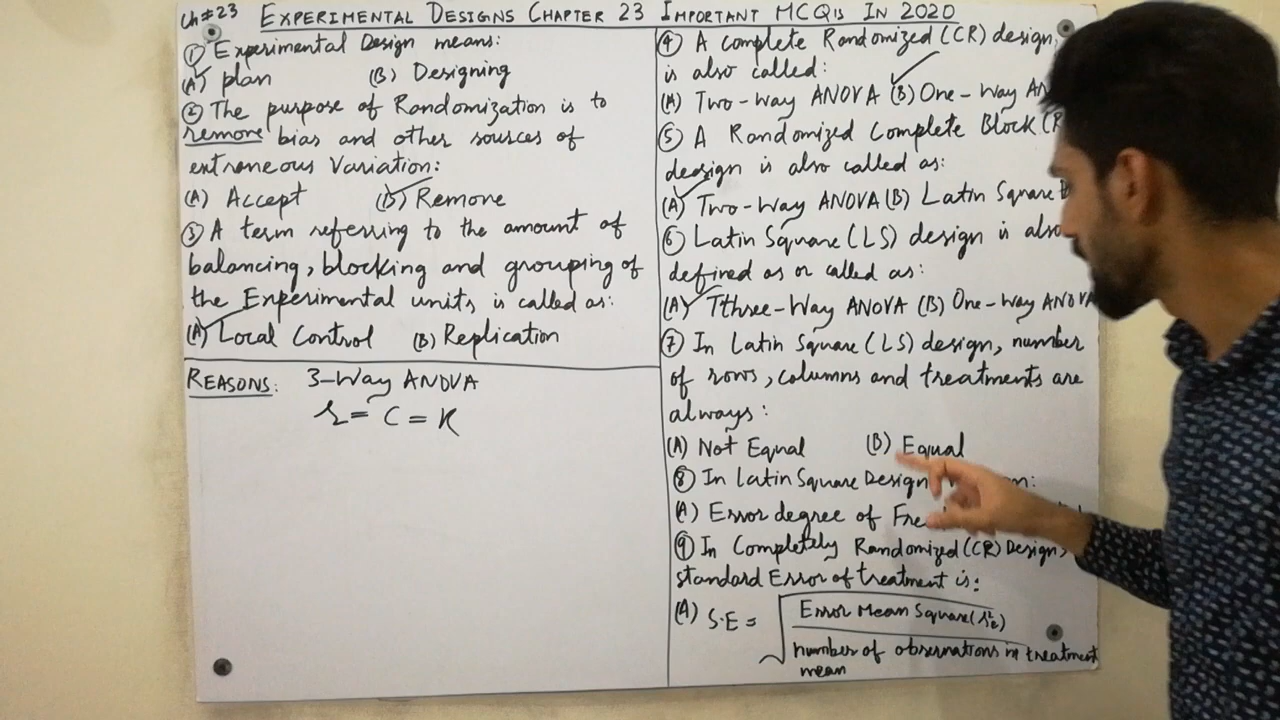 Ch#23 EXPERIMENTAL DESIGNS CHAPTER 23 IMPORTANT MCQ's IN 2020
① Experimental Design means:
(A) plan (B) Designing
② The purpose of Randomization is to
remove bias and other sources of
extraneous Variation:
(A) Accept (B) Remove
③ A term referring to the amount of
balancing, blocking and grouping of
the Experimental units is called as:
(A) Local Control (B) Replication
REASONS: 3-Way ANOVA
r = C = K
④ A complete Randomized (CR) design,
is also called:
(A) Two-Way ANOVA (B) One-Way
⑤ A Randomized Complete Block
deasign is also called as:
(A) Two-Way ANOVA (B) Latin Square
⑥ Latin Square (LS) design is also
defined as or called as:
(A) Tthree-Way ANOVA (B) One-Way ANOVA
⑦ In Latin Square (LS) design, number
of rows, columns and treatments are
always:
(A) Not Equal (B) Equal
⑧ In Latin Square Design
(A) Error degree of
⑨ In Completely Randomized (CR) Design,
standard Error of treatment is:
(A) S.E = √ Error Mean Square (s²e)
number of observations in treatment
mean